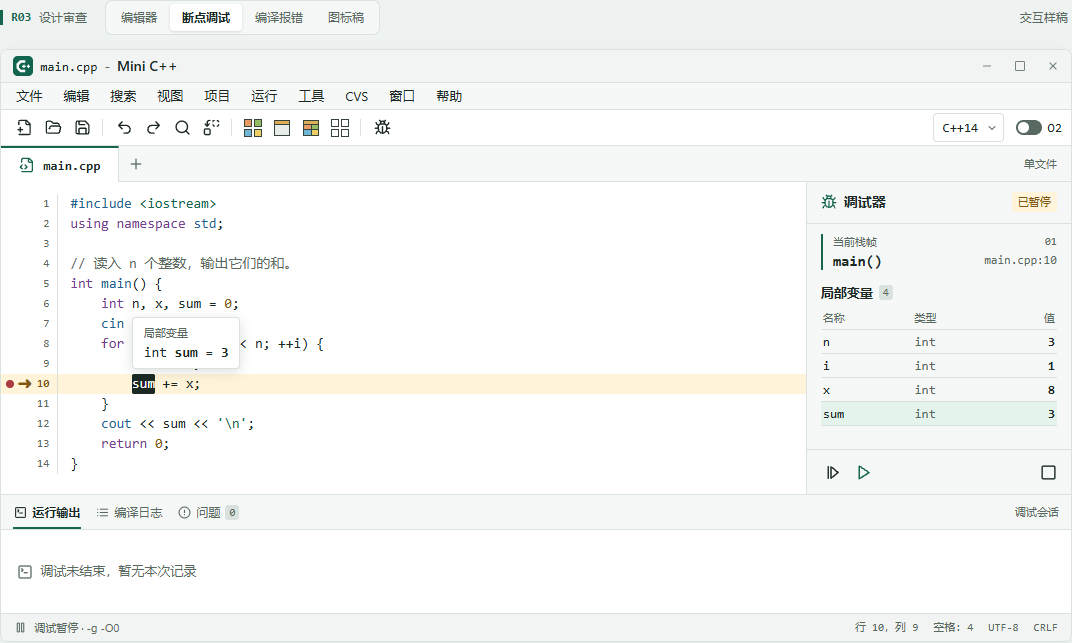 R03 设计审查 编辑器 断点调试 编译报错 图标稿 交互样稿
main.cpp - Mini C++
文件 编辑 搜索 视图 项目 运行 工具 CVS 窗口 帮助
C++14 O2
main.cpp 单文件
1 #include <iostream>
2 using namespace std;
3
4 // 读入 n 个整数，输出它们的和。
5 int main() {
6 int n, x, sum = 0;
7 cin
局部变量
int sum = 3
8 for < n; ++i) {
9
10 sum += x;
11 }
12 cout << sum << '\n';
13 return 0;
14 }
调试器 已暂停
当前栈帧 01
main() main.cpp:10
局部变量 4
名称 类型 值
n int 3
i int 1
x int 8
sum int 3
运行输出 编译日志 问题 0 调试会话
调试未结束，暂无本次记录
调试暂停 · -g -O0 行 10，列 9 空格: 4 UTF-8 CRLF